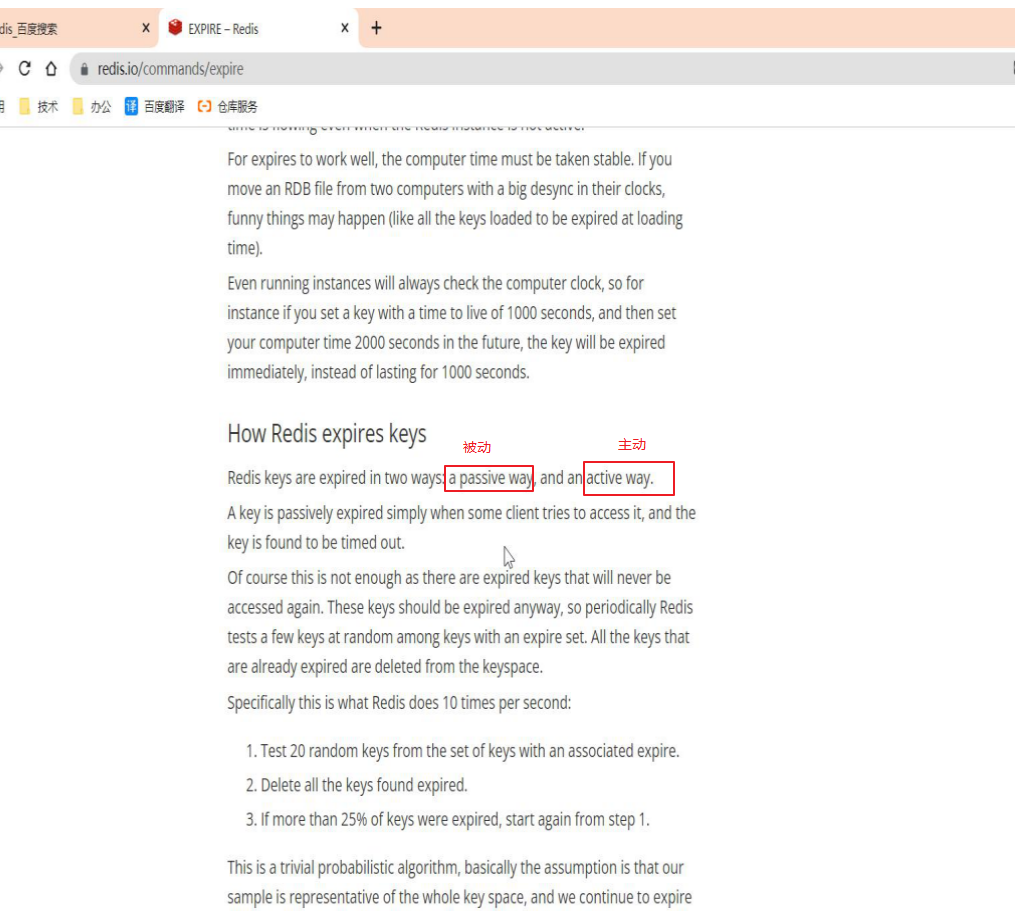 dis_百度搜索
EXPIRE – Redis
redis.io/commands/expire
技术
办公
译 百度翻译
仓库服务
time is flowing even when the Redis instance is not active.
For expires to work well, the computer time must be taken stable. If you
move an RDB file from two computers with a big desync in their clocks,
funny things may happen (like all the keys loaded to be expired at loading
time).
Even running instances will always check the computer clock, so for
instance if you set a key with a time to live of 1000 seconds, and then set
your computer time 2000 seconds in the future, the key will be expired
immediately, instead of lasting for 1000 seconds.
How Redis expires keys
被动
主动
Redis keys are expired in two ways: a passive way, and an active way.
A key is passively expired simply when some client tries to access it, and the
key is found to be timed out.
Of course this is not enough as there are expired keys that will never be
accessed again. These keys should be expired anyway, so periodically Redis
tests a few keys at random among keys with an expire set. All the keys that
are already expired are deleted from the keyspace.
Specifically this is what Redis does 10 times per second:
1. Test 20 random keys from the set of keys with an associated expire.
2. Delete all the keys found expired.
3. If more than 25% of keys were expired, start again from step 1.
This is a trivial probabilistic algorithm, basically the assumption is that our
sample is representative of the whole key space, and we continue to expire